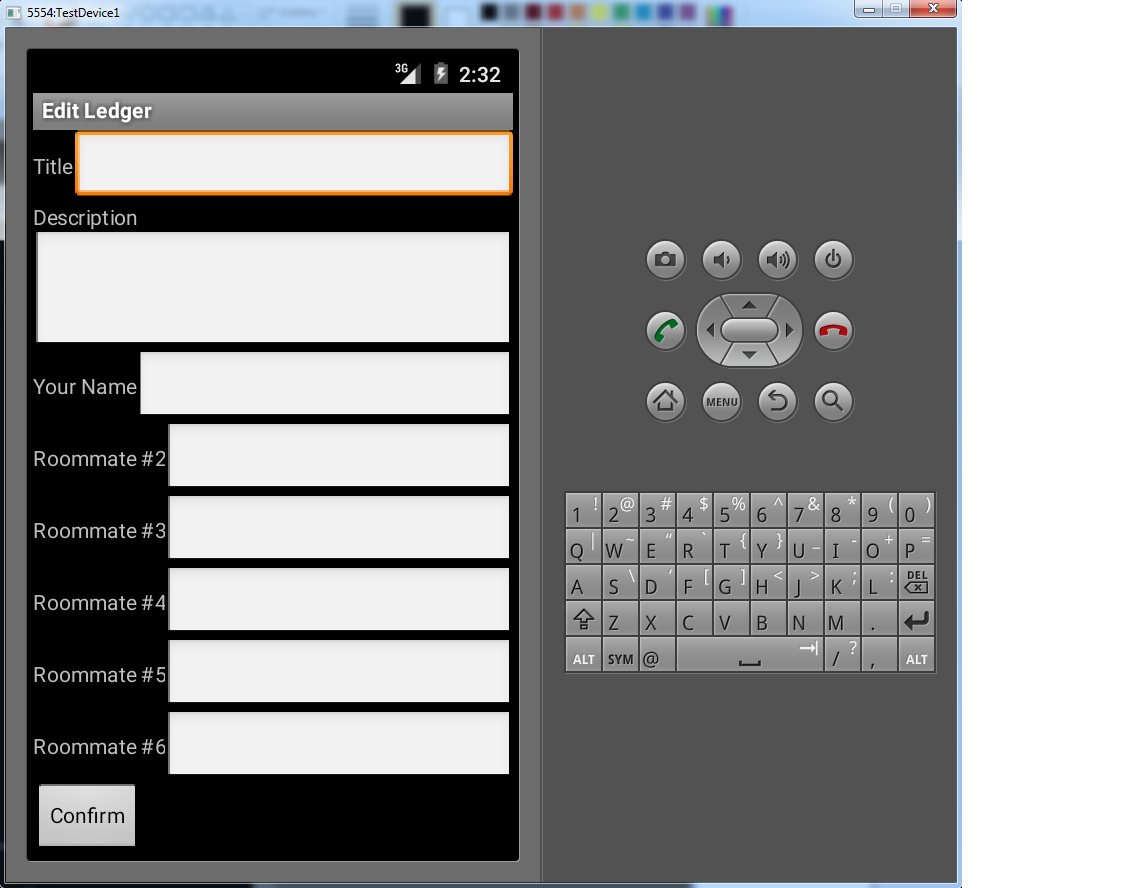 5554:TestDevice1
3G 2:32
Edit Ledger
Title
Description
Your Name
Roommate #2
Roommate #3
Roommate #4
Roommate #5
Roommate #6
Confirm
MENU
1 ! 2 @ 3 # 4 $ 5 % 6 ^ 7 & 8 * 9 ( 0 )
Q | W ~ E “ R ` T { Y } U _ I - O + P =
A S \ D ‘ F [ G ] H < J > K ; L : DEL
Z X C V B N M .
ALT SYM @ / ? , ALT